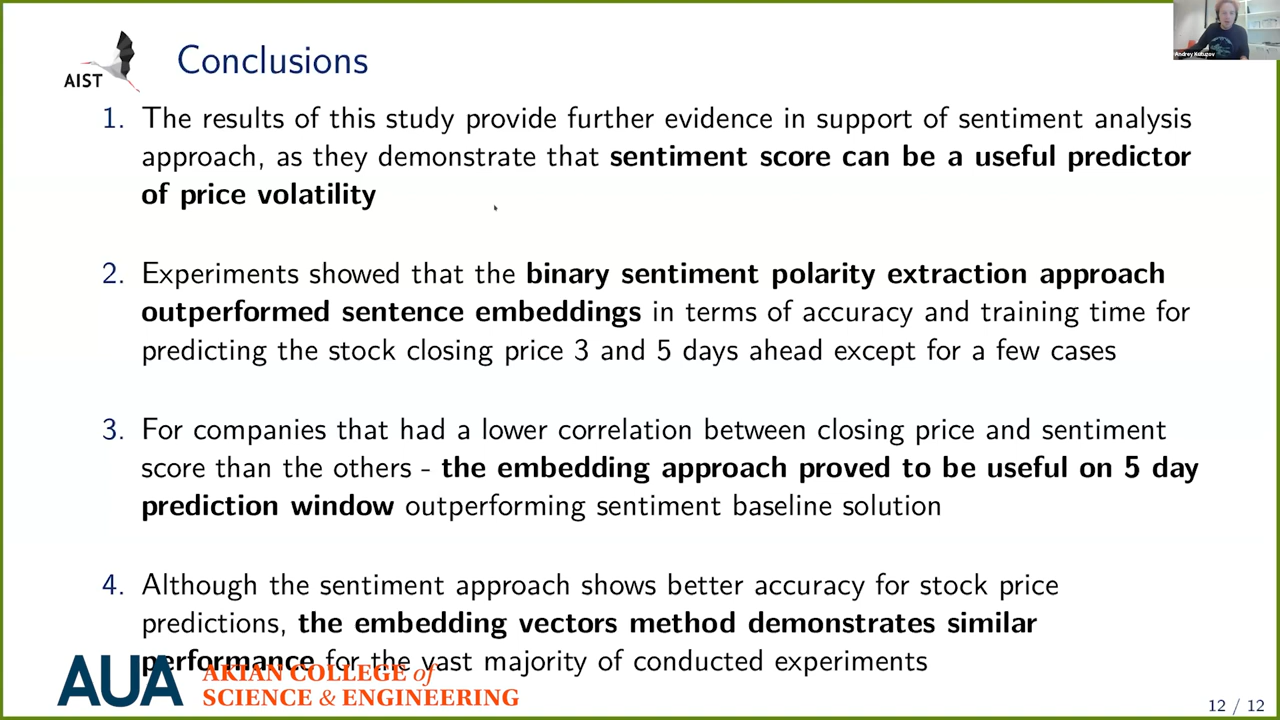 Andrey Kutuzov
AIST
Conclusions
1. The results of this study provide further evidence in support of sentiment analysis
approach, as they demonstrate that sentiment score can be a useful predictor
of price volatility
2. Experiments showed that the binary sentiment polarity extraction approach
outperformed sentence embeddings in terms of accuracy and training time for
predicting the stock closing price 3 and 5 days ahead except for a few cases
3. For companies that had a lower correlation between closing price and sentiment
score than the others - the embedding approach proved to be useful on 5 day
prediction window outperforming sentiment baseline solution
4. Although the sentiment approach shows better accuracy for stock price
predictions, the embedding vectors method demonstrates similar
performance for the vast majority of conducted experiments
AUA AKIAN COLLEGE of
SCIENCE & ENGINEERING
12 / 12